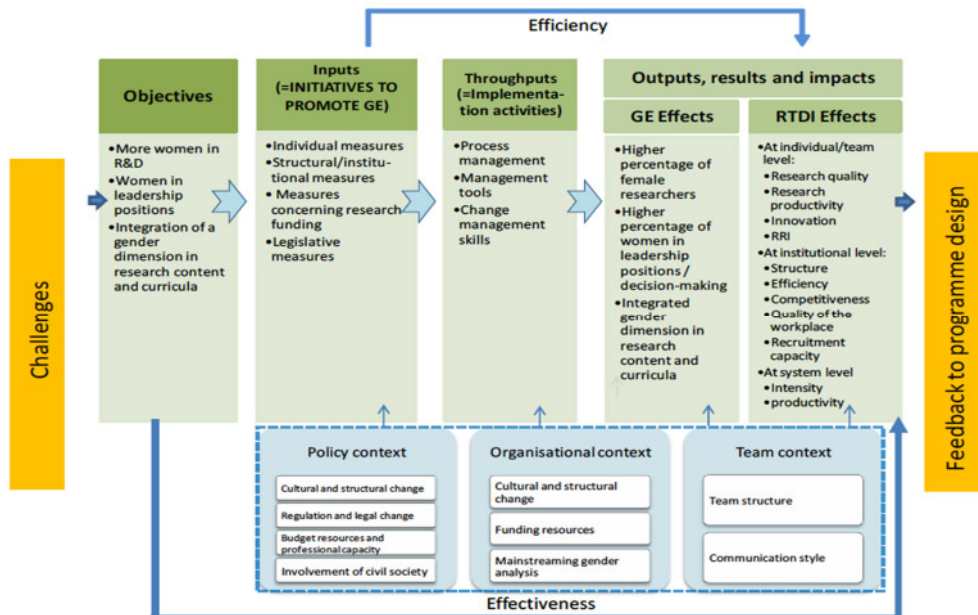 Efficiency
Challenges
Objectives
•More women in
R&D
•Women in
leadership
positions
•Integration of a
gender
dimension in
research content
and curricula
Inputs
(=INITIATIVES TO
PROMOTE GE)
•Individual measures
•Structural/institu-
tional measures
•Measures
concerning research
funding
•Legislative
measures
Throughputs
(=Implementa-
tion activities)
•Process
management
•Management
tools
•Change
management
skills
Outputs, results and impacts
GE Effects
•Higher
percentage of
female
researchers
•Higher
percentage of
women in
leadership
positions /
decision-making
•Integrated
gender
dimension in
research
content and
curricula
RTDI Effects
•At individual/team
level:
•Research quality
•Research
productivity
•Innovation
•RRI
•At institutional level:
•Structure
•Efficiency
•Competitiveness
•Quality of the
workplace
•Recruitment
capacity
•At system level
•Intensity
•productivity
Feedback to programme design
Policy context
Cultural and structural change
Regulation and legal change
Budget resources and
professional capacity
Involvement of civil society
Organisational context
Cultural and structural
change
Funding resources
Mainstreaming gender
analysis
Team context
Team structure
Communication style
Effectiveness